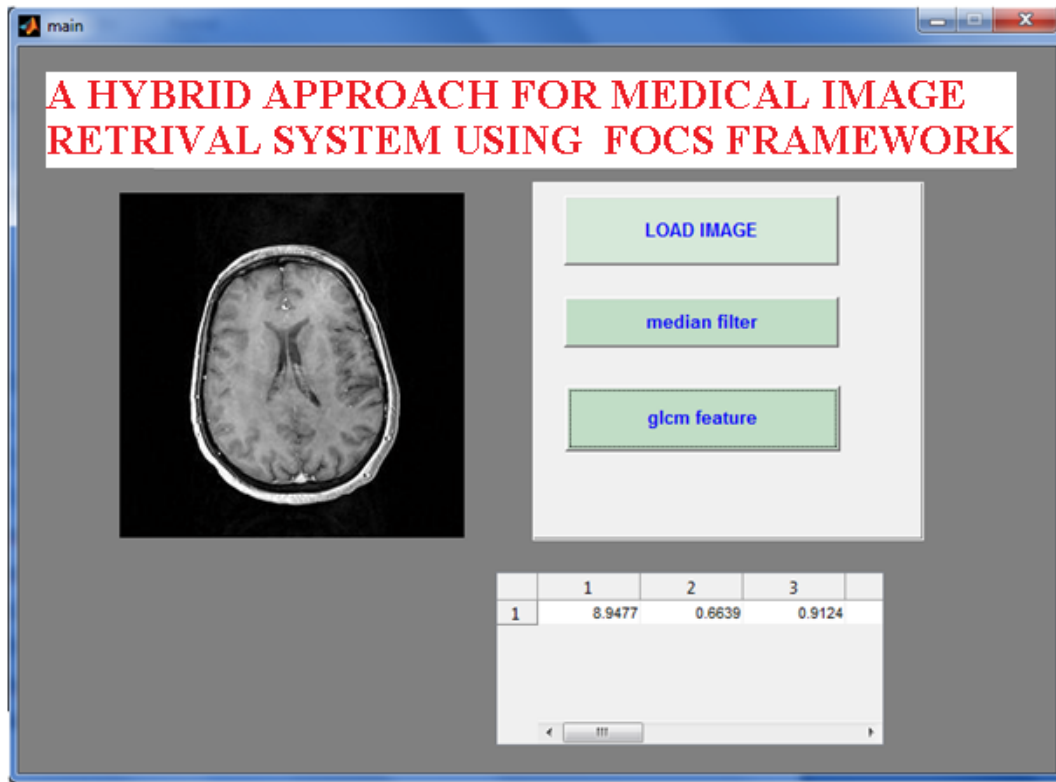 main
A HYBRID APPROACH FOR MEDICAL IMAGE
RETRIVAL SYSTEM USING FOCS FRAMEWORK
LOAD IMAGE
median filter
glcm feature
1 2 3
1 8.9477 0.6639 0.9124